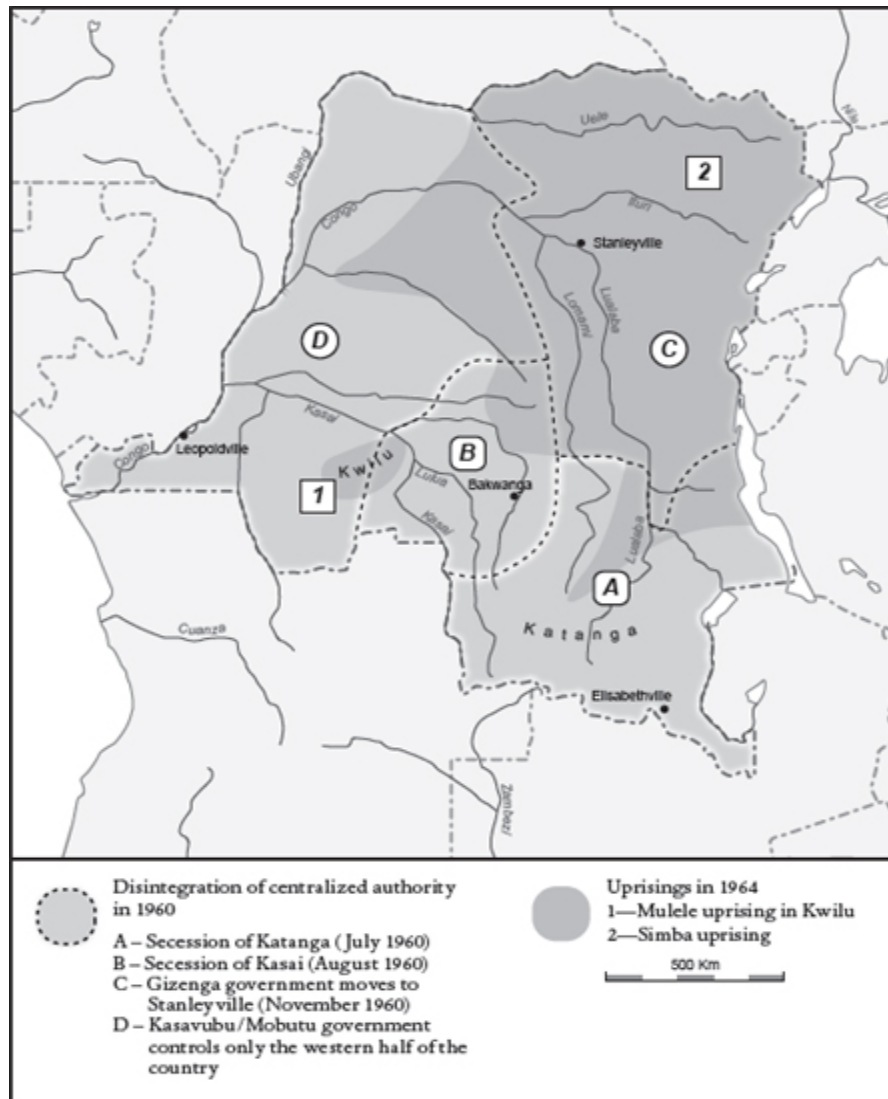 Uele
Nile
2
Ubangi
Ituri
Congo
Stanleyville
Lomami
Lualaba
D
C
Kasai
Leopoldville
Congo
B
Kwilu
Lulua
Bakwanga
1
Kasai
Lualaba
A
Katanga
Cuanza
Elisabethville
Zambezi
Disintegration of centralized authority
in 1960
A – Secession of Katanga (July 1960)
B – Secession of Kasai (August 1960)
C – Gizenga government moves to
Stanleyville (November 1960)
D – Kasavubu/Mobutu government
controls only the western half of the
country
Uprisings in 1964
1—Mulele uprising in Kwilu
2—Simba uprising
500 Km